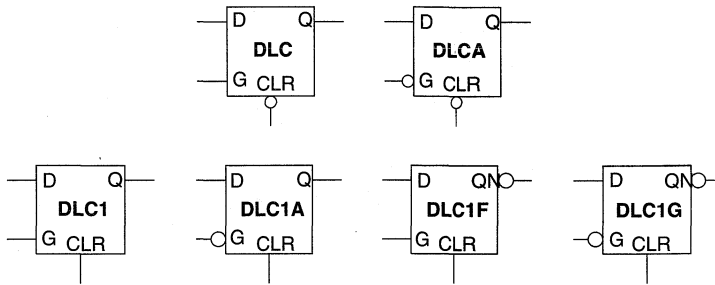 D Q D Q
DLC DLCA
G CLR G CLR
D Q D Q D QN D QN
DLC1 DLC1A DLC1F DLC1G
G CLR G CLR G CLR G CLR